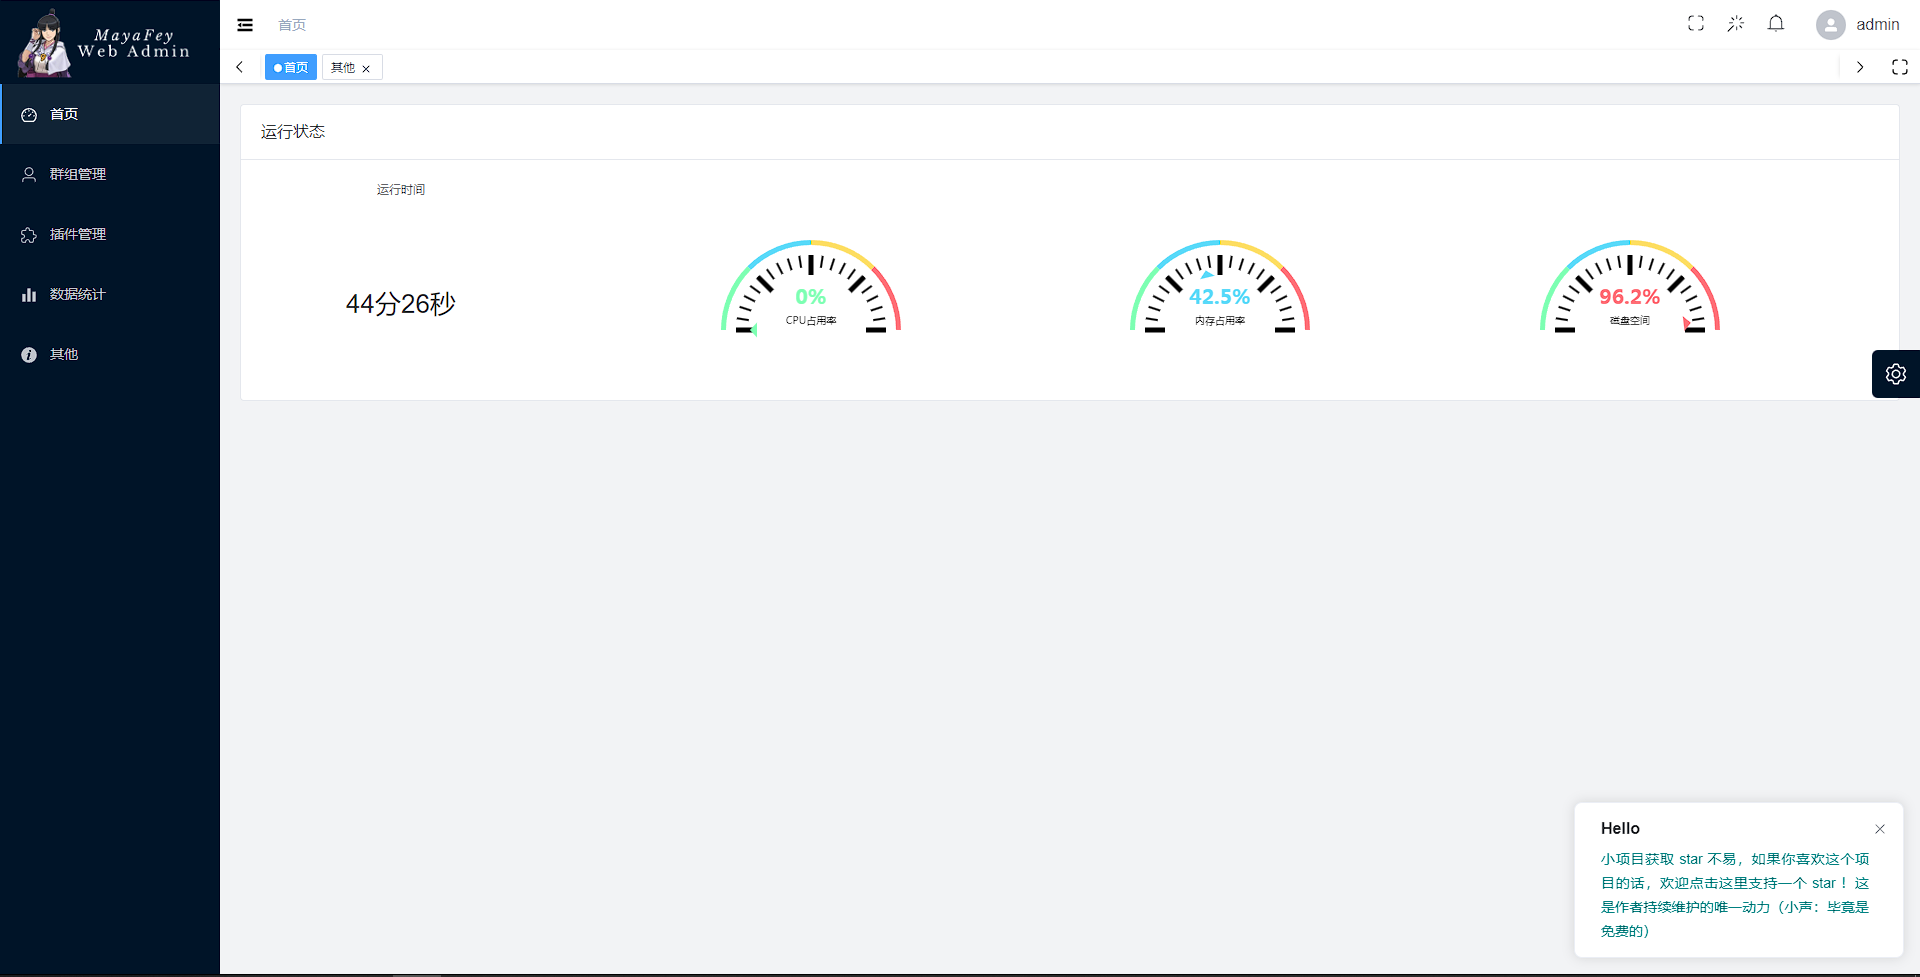 MayaFey
Web Admin
首页
群组管理
插件管理
数据统计
其他
首页
admin
首页
其他
运行状态
运行时间
44分26秒
0%
CPU占用率
42.5%
内存占用率
96.2%
磁盘空间
Hello
小项目获取 star 不易，如果你喜欢这个项
目的话，欢迎点击这里支持一个 star ！这
是作者持续维护的唯一动力（小声：毕竟是
免费的）